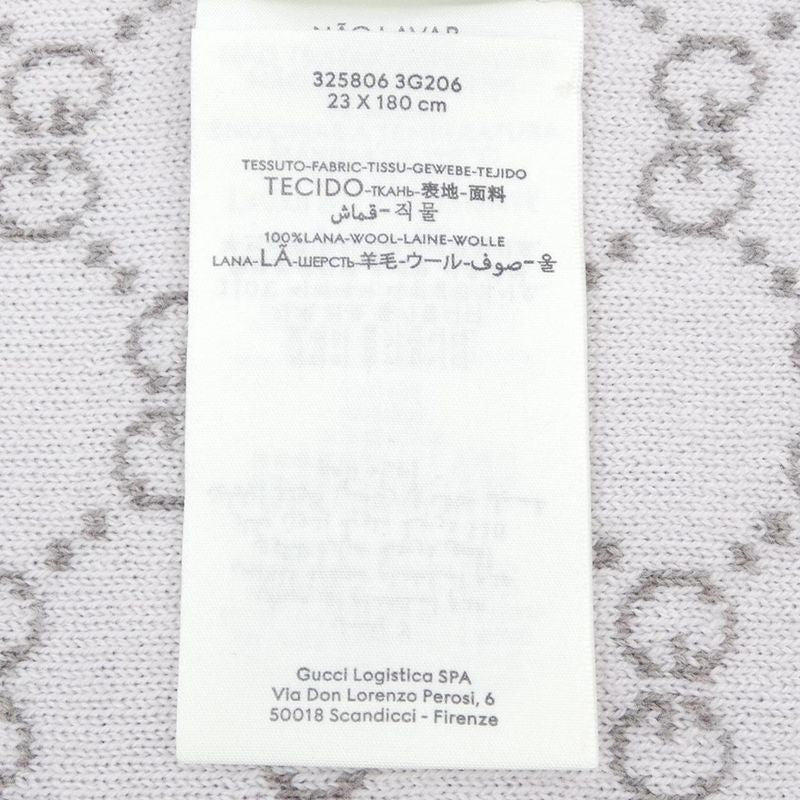 NÃO LAVAR
325806 3G206
23 X 180 cm
TESSUTO-FABRIC-TISSU-GEWEBE-TEJIDO
TECIDO-ТКАНЬ-表地-面料
قماش-직물
100%LANA-WOOL-LAINE-WOLLE
LANA-LÃ-ШЕРСТЬ-羊毛-ウール-صوف-울
Gucci Logistica SPA
Via Don Lorenzo Perosi, 6
50018 Scandicci - Firenze